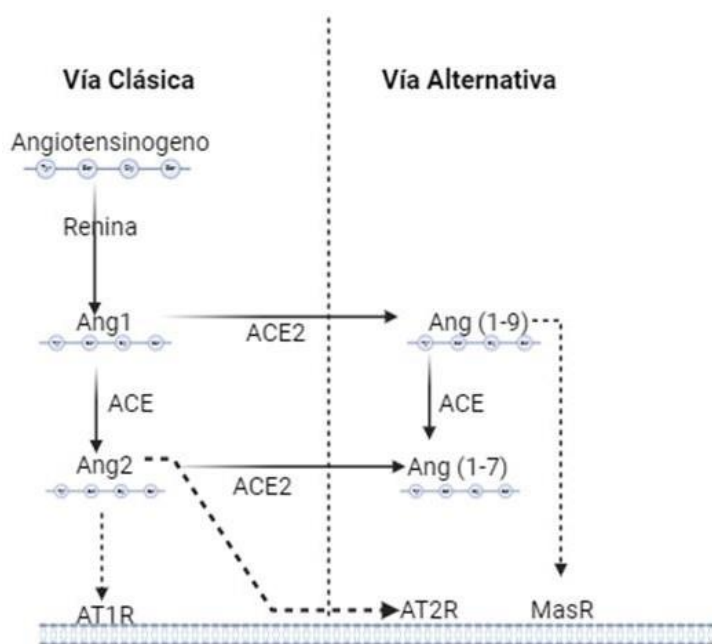 Vía Clásica
Vía Alternativa
Angiotensinogeno
Renina
Ang1
ACE2
Ang (1-9)
ACE
ACE
Ang2
ACE2
Ang (1-7)
AT1R
AT2R
MasR